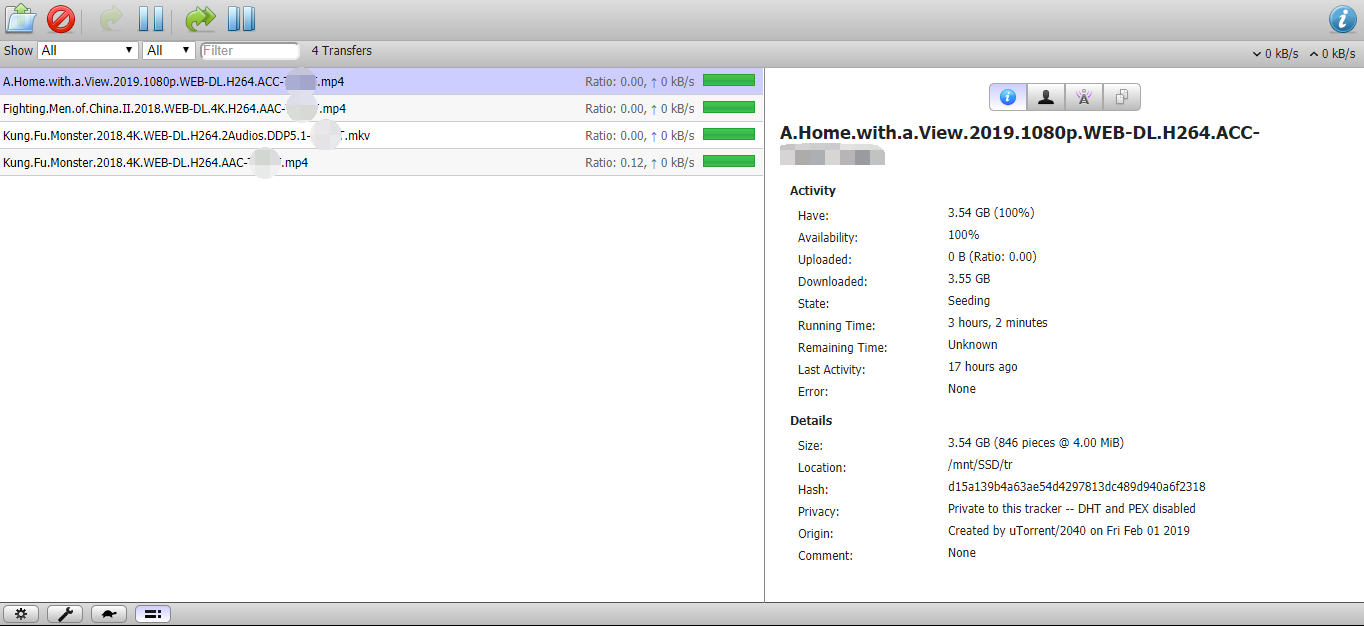 Show All All Filter 4 Transfers 0 kB/s 0 kB/s
A.Home.with.a.View.2019.1080p.WEB-DL.H264.ACC- .mp4 Ratio: 0.00, ↑ 0 kB/s
Fighting.Men.of.China.II.2018.WEB-DL.4K.H264.AAC- .mp4 Ratio: 0.00, ↑ 0 kB/s
Kung.Fu.Monster.2018.4K.WEB-DL.H264.2Audios.DDP5.1- .mkv Ratio: 0.00, ↑ 0 kB/s
Kung.Fu.Monster.2018.4K.WEB-DL.H264.AAC- .mp4 Ratio: 0.12, ↑ 0 kB/s
A.Home.with.a.View.2019.1080p.WEB-DL.H264.ACC-
Activity
Have: 3.54 GB (100%)
Availability: 100%
Uploaded: 0 B (Ratio: 0.00)
Downloaded: 3.55 GB
State: Seeding
Running Time: 3 hours, 2 minutes
Remaining Time: Unknown
Last Activity: 17 hours ago
Error: None
Details
Size: 3.54 GB (846 pieces @ 4.00 MiB)
Location: /mnt/SSD/tr
Hash: d15a139b4a63ae54d4297813dc489d940a6f2318
Privacy: Private to this tracker -- DHT and PEX disabled
Origin: Created by uTorrent/2040 on Fri Feb 01 2019
Comment: None